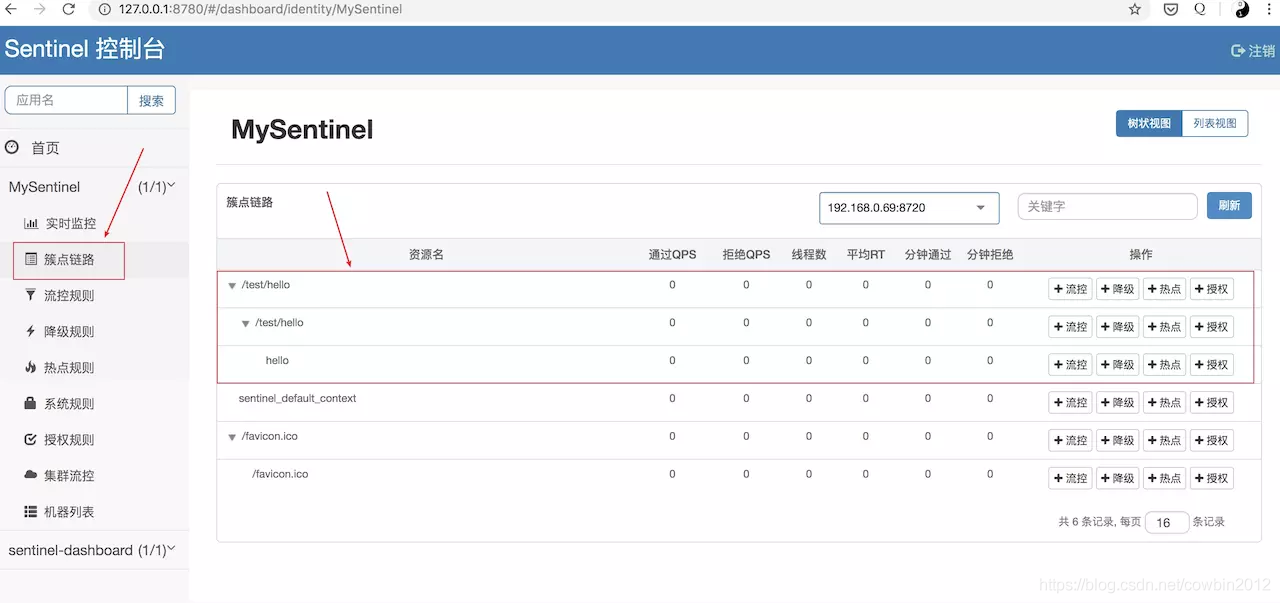 127.0.0.1:8780/#/dashboard/identity/MySentinel
Sentinel 控制台
注销
应用名 搜索
首页
MySentinel (1/1)
实时监控
簇点链路
流控规则
降级规则
热点规则
系统规则
授权规则
集群流控
机器列表
sentinel-dashboard (1/1)
MySentinel
树状视图 列表视图
簇点链路 192.168.0.69:8720 关键字 刷新
资源名 通过QPS 拒绝QPS 线程数 平均RT 分钟通过 分钟拒绝 操作
/test/hello 0 0 0 0 0 0 +流控 +降级 +热点 +授权
/test/hello 0 0 0 0 0 0 +流控 +降级 +热点 +授权
hello 0 0 0 0 0 0 +流控 +降级 +热点 +授权
sentinel_default_context 0 0 0 0 0 0 +流控 +降级 +热点 +授权
/favicon.ico 0 0 0 0 0 0 +流控 +降级 +热点 +授权
/favicon.ico 0 0 0 0 0 0 +流控 +降级 +热点 +授权
共 6 条记录, 每页 16 条记录
https://blog.csdn.net/cowbin2012